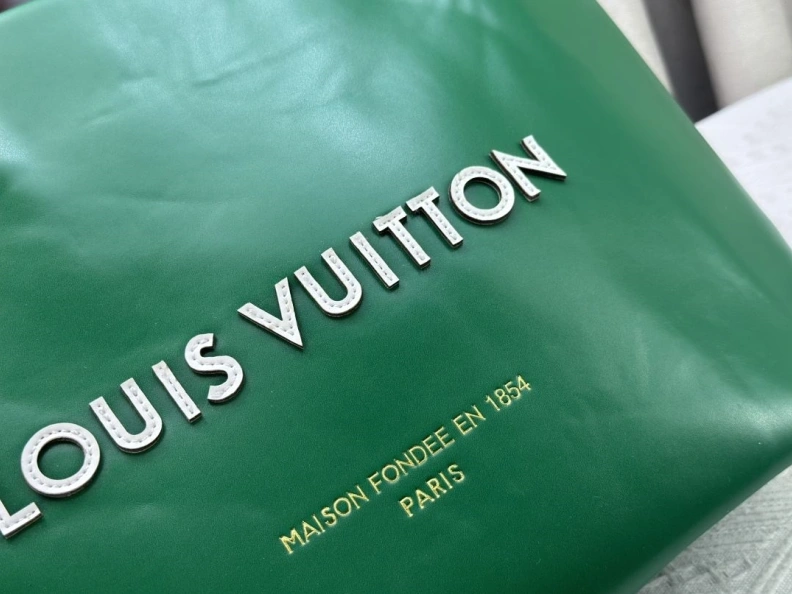 LOUIS VUITTON
MAISON FONDEE EN 1854
PARIS